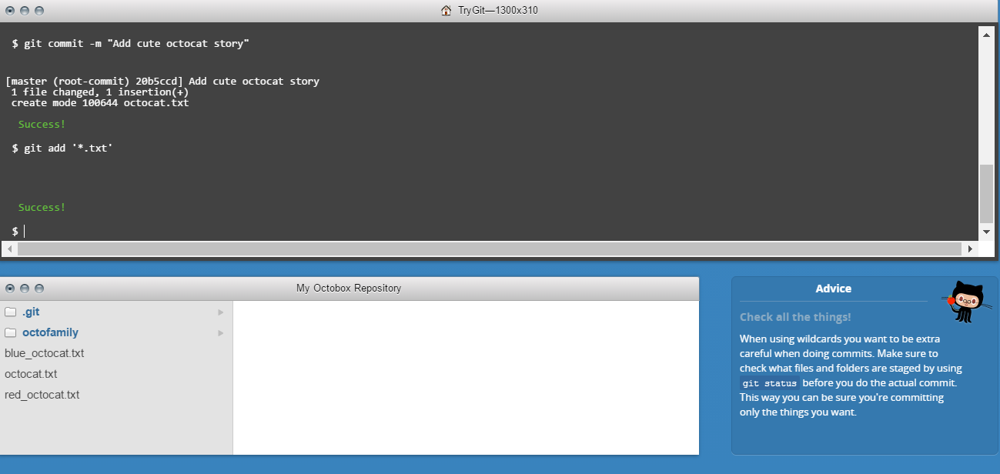 TryGit—1300x310
$ git commit -m "Add cute octocat story"
[master (root-commit) 20b5ccd] Add cute octocat story
1 file changed, 1 insertion(+)
create mode 100644 octocat.txt
Success!
$ git add '*.txt'
Success!
$
My Octobox Repository
.git
octofamily
blue_octocat.txt
octocat.txt
red_octocat.txt
Advice
Check all the things!
When using wildcards you want to be extra
careful when doing commits. Make sure to
check what files and folders are staged by using
git status before you do the actual commit.
This way you can be sure you're committing
only the things you want.